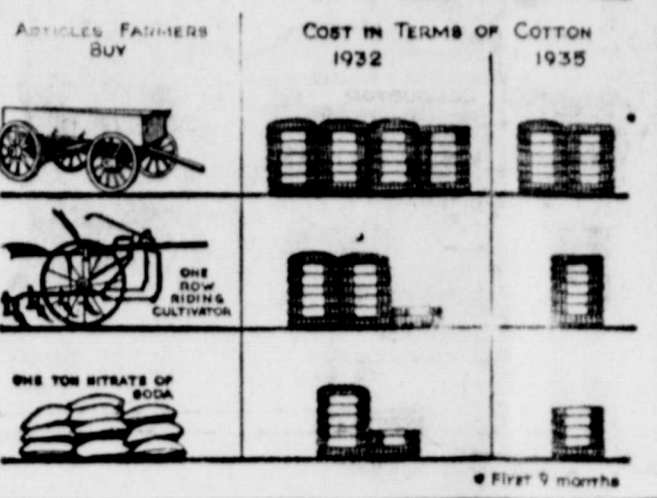 ARTICLES FARMERS
BUY
COST IN TERMS OF COTTON
1932
1935
ONE
ROW
RIDING
CULTIVATOR
ONE TON NITRATE OF
SODA
First 9 months